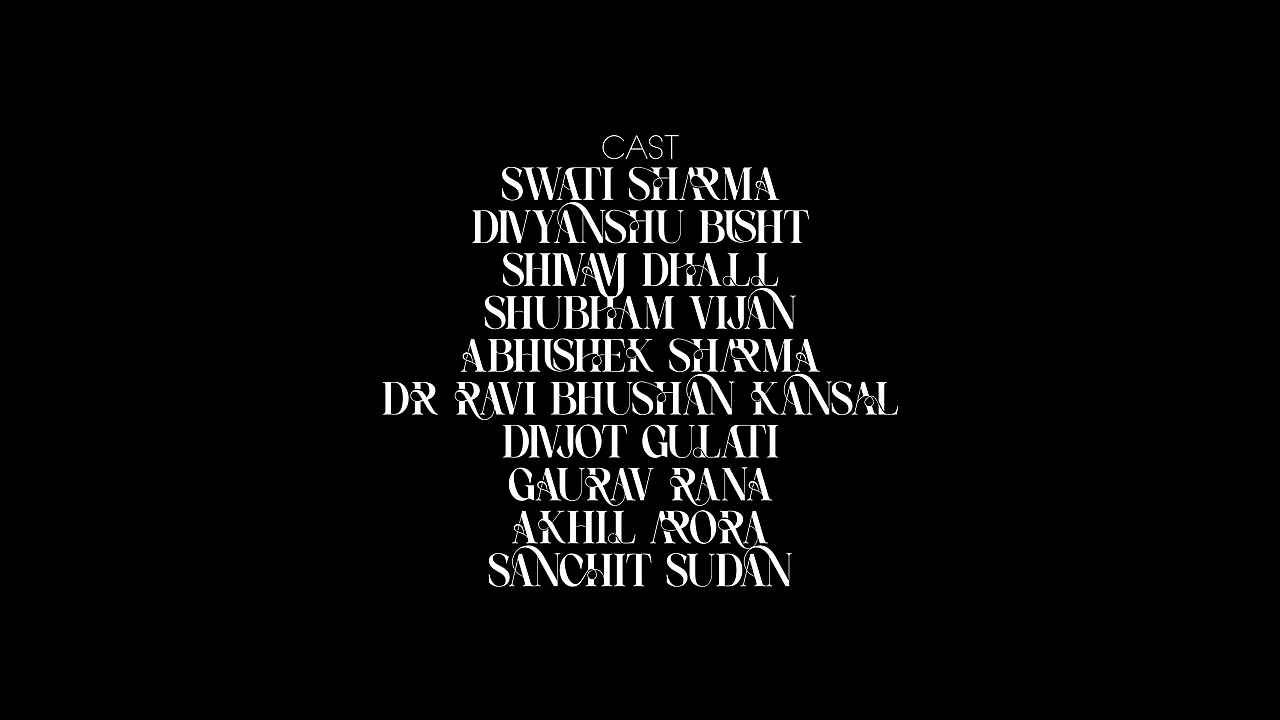 CAST
SWATI SHARMA
DIVYANSHU BISHT
SHIVAM DHALL
SHUBHAM VIJAN
ABHISHEK SHARMA
DR RAVI BHUSHAN KANSAL
DIVJOT GULATI
GAURAV RANA
AKHIL ARORA
SANCHIT SUDAN